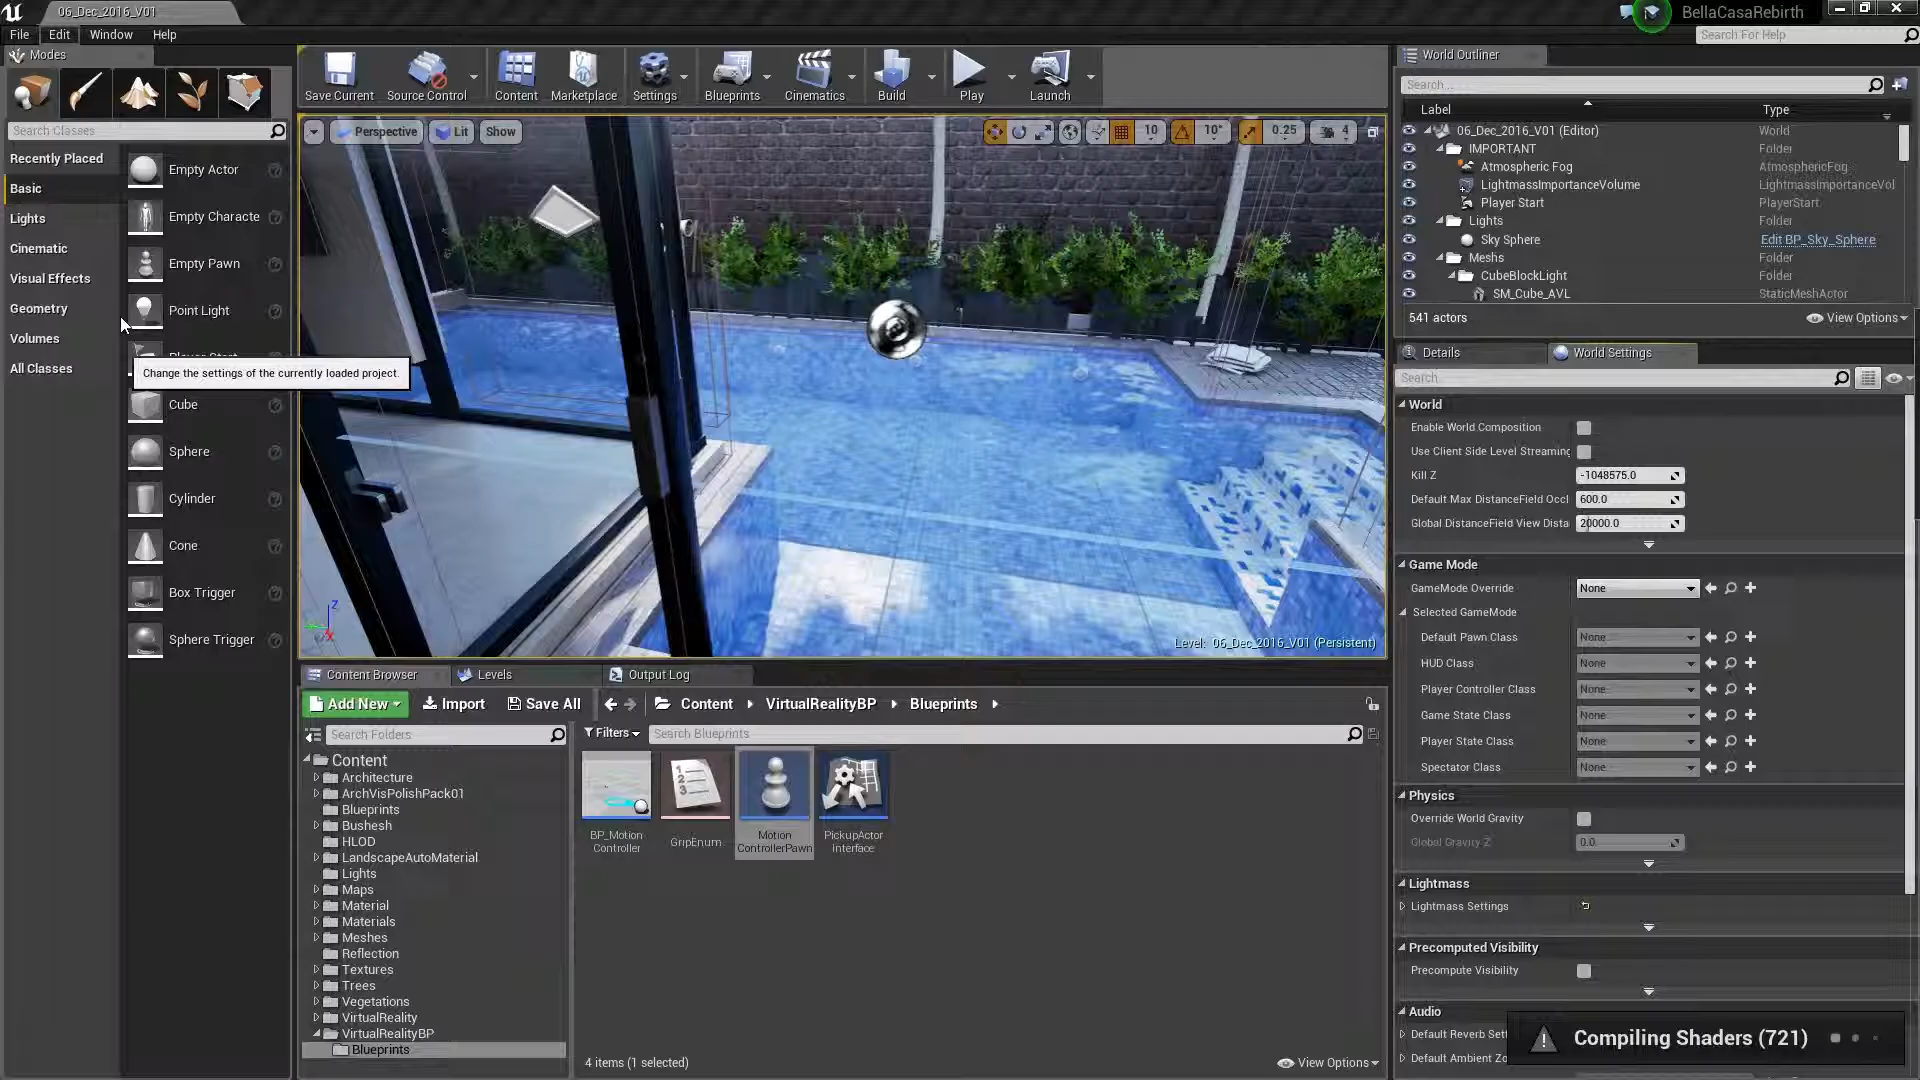 06_Dec_2016_V01
BellaCasaRebirth
File Edit Window Help
Search For Help
Modes
Search Classes
Recently Placed
Basic
Lights
Cinematic
Visual Effects
Geometry
Volumes
All Classes
Empty Actor
Empty Characte
Empty Pawn
Point Light
Change the settings of the currently loaded project.
Cube
Sphere
Cylinder
Cone
Box Trigger
Sphere Trigger
Save Current
Source Control
Content
Marketplace
Settings
Blueprints
Cinematics
Build
Play
Launch
Perspective
Lit
Show
10
10°
0.25
4
Z
X
Level: 06_Dec_2016_V01 (Persistent)
Content Browser
Levels
Output Log
Add New
Import
Save All
Content
VirtualRealityBP
Blueprints
Search Folders
Filters
Search Blueprints
Content
Architecture
ArchVisPolishPack01
Blueprints
Bushesh
HLOD
LandscapeAutoMaterial
Lights
Maps
Material
Materials
Meshes
Reflection
Textures
Trees
Vegetations
VirtualReality
VirtualRealityBP
Blueprints
1
2
3
BP_Motion
Controller
GripEnum
Motion
ControllerPawn
PickupActor
Interface
4 items (1 selected)
View Options
World Outliner
Search...
Label Type
06_Dec_2016_V01 (Editor) World
IMPORTANT Folder
Atmospheric Fog AtmosphericFog
LightmassImportanceVolume LightmassImportanceVol
Player Start PlayerStart
Lights Folder
Sky Sphere Edit BP_Sky_Sphere
Meshs Folder
CubeBlockLight Folder
SM_Cube_AVL StaticMeshActor
541 actors
View Options
Details
World Settings
Search
World
Enable World Composition
Use Client Side Level Streaming
Kill Z -1048575.0
Default Max DistanceField Occl 600.0
Global DistanceField View Dista 20000.0
Game Mode
GameMode Override None
Selected GameMode
Default Pawn Class None
HUD Class None
Player Controller Class None
Game State Class None
Player State Class None
Spectator Class None
Physics
Override World Gravity
Global Gravity Z 0.0
Lightmass
Lightmass Settings
Precomputed Visibility
Precompute Visibility
Audio
Default Reverb Sett
Default Ambient Zo
Compiling Shaders (721)